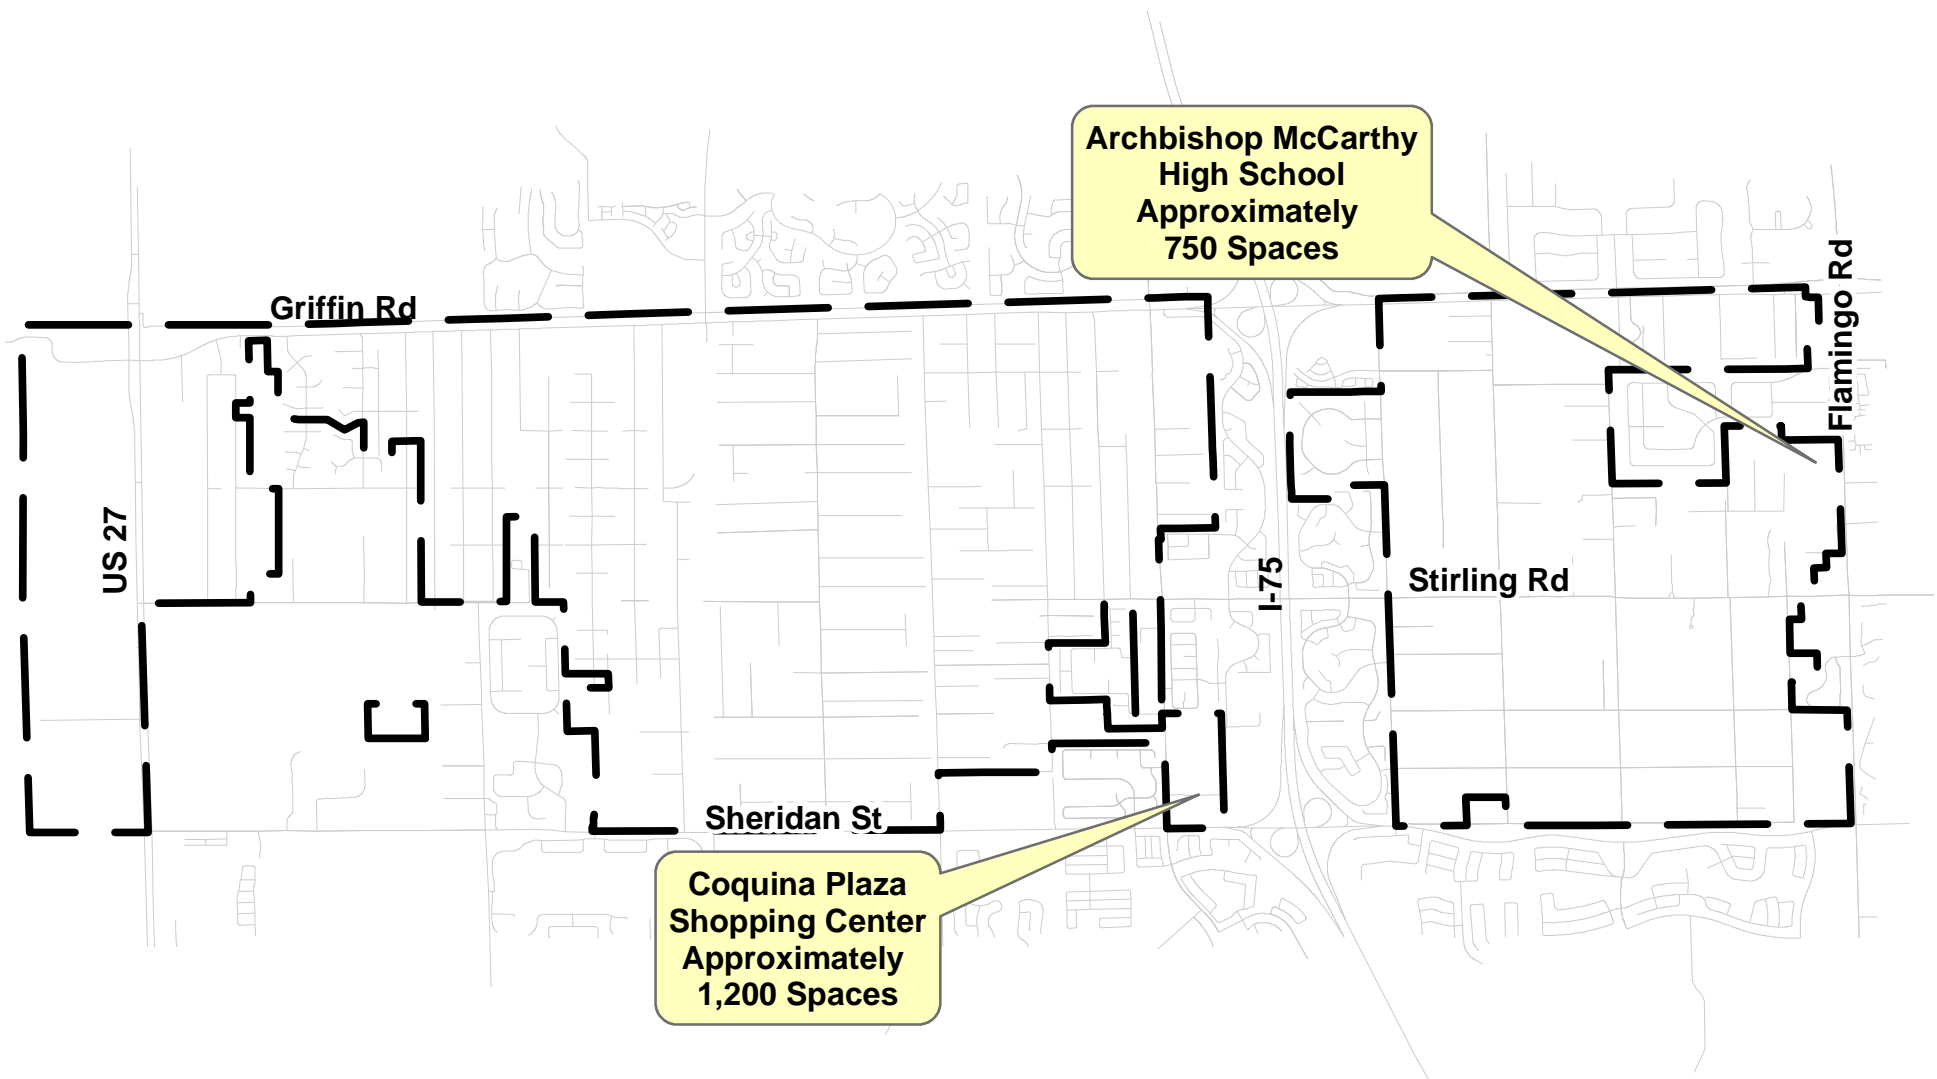 Archbishop McCarthy
High School
Approximately
750 Spaces
Griffin Rd
Flamingo Rd
US 27
I-75
Stirling Rd
Sheridan St
Coquina Plaza
Shopping Center
Approximately
1,200 Spaces